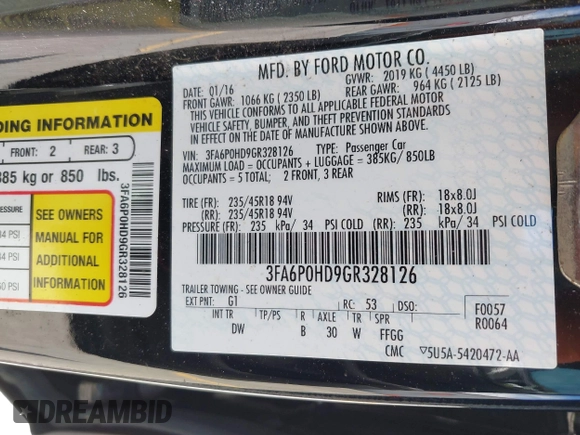 DING INFORMATION
FRONT: 2 REAR: 3
385 kg or 850 lbs.
PRESSURE
34 PSI
34 PSI
60 PSI
SEE OWNERS
MANUAL FOR
ADDITIONAL
INFORMATION
3FA6P0HD9GR328126
MFD. BY FORD MOTOR CO.
DATE: 01/16 GVWR: 2019 KG ( 4450 LB)
FRONT GAWR: 1066 KG ( 2350 LB) REAR GAWR: 964 KG ( 2125 LB)
THIS VEHICLE CONFORMS TO ALL APPLICABLE FEDERAL MOTOR
VEHICLE SAFETY, BUMPER, AND THEFT PREVENTION STANDARDS
IN EFFECT ON THE DATE OF MANUFACTURE SHOWN ABOVE.
VIN: 3FA6P0HD9GR328126 TYPE: Passenger Car
MAXIMUM LOAD = OCCUPANTS + LUGGAGE = 385KG/ 850LB
OCCUPANTS = 5 TOTAL; 2 FRONT, 3 REAR
TIRE (F): 235/45R18 94V RIMS (F): 18x8.0J
(R): 235/45R18 94V (R): 18x8.0J
PRESSURE (F): 235 kPa/ 34 PSI COLD (R): 235 kPa/ 34 PSI COLD
3FA6P0HD9GR328126
TRAILER TOWING - SEE OWNER GUIDE
EXT PNT: G1 RC: 53 DSO: F0057
R0064
INT TR TP/PS R AXLE TR SPR
DW B 30 W FFGG
CMC ▽5U5A-5420472-AA
DREAMBID